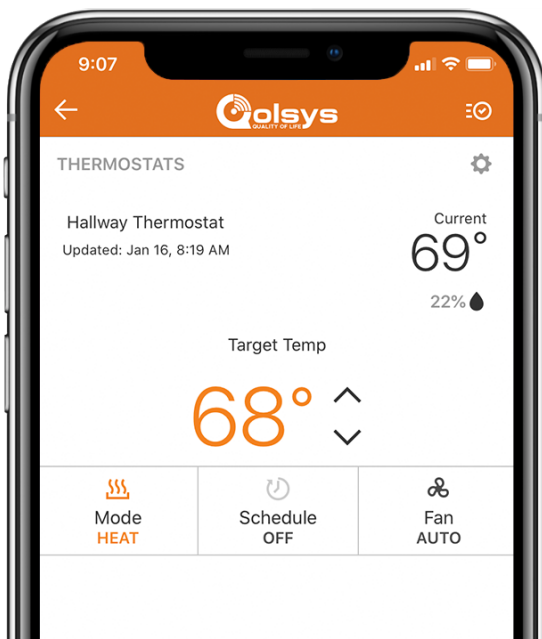 9:07
Qolsys
QUALITY OF LIFE
THERMOSTATS
Hallway Thermostat
Updated: Jan 16, 8:19 AM
Current
69°
22%
Target Temp
68°
Mode
HEAT
Schedule
OFF
Fan
AUTO